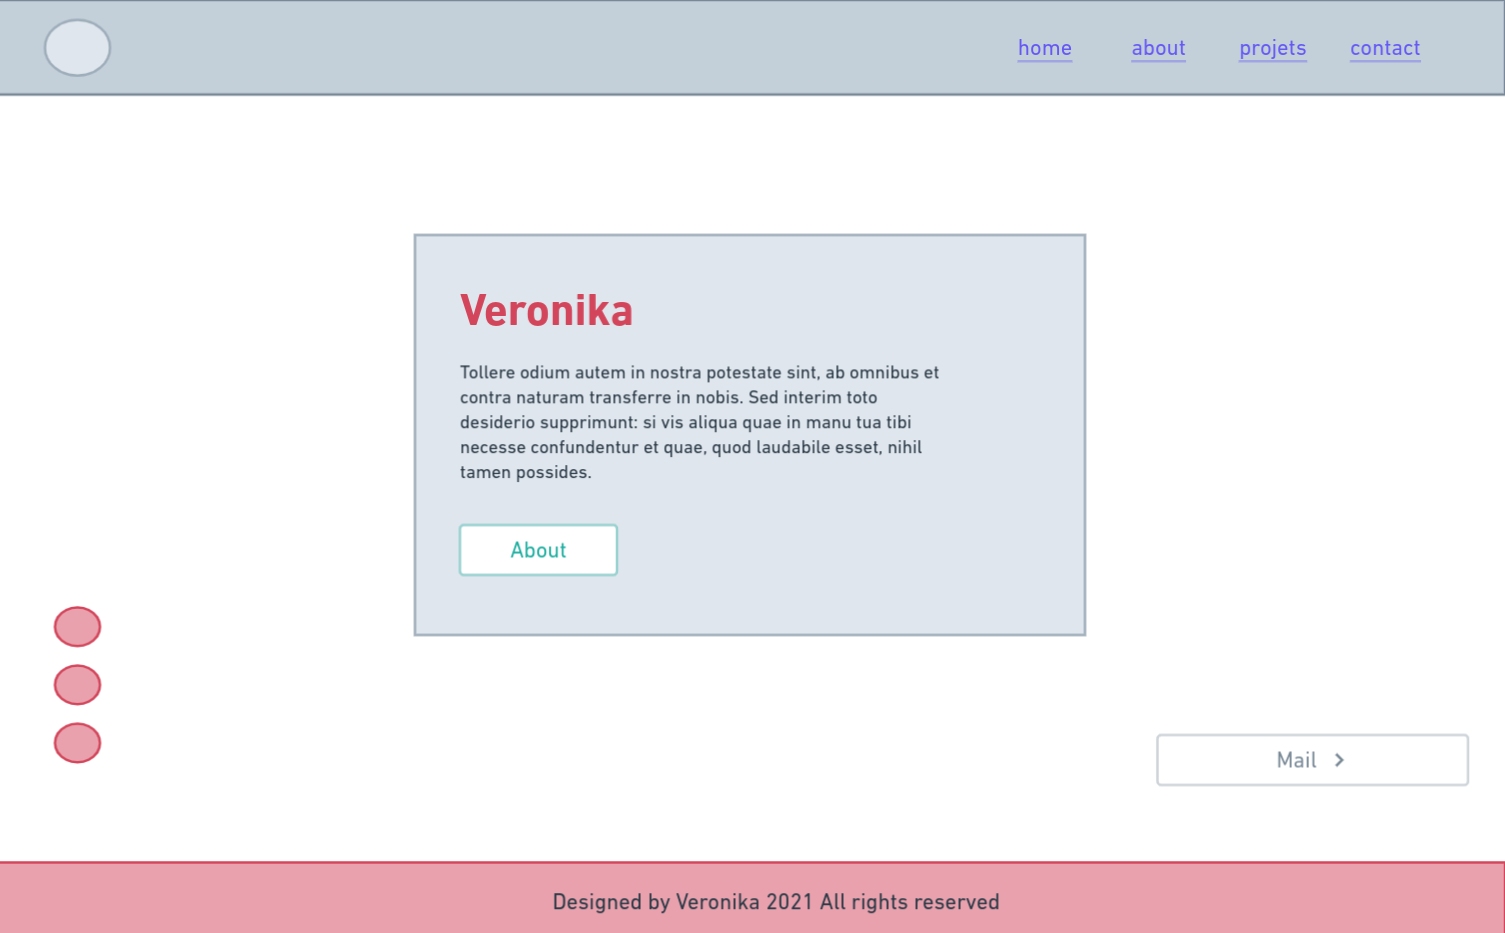 home about projets contact
Veronika
Tollere odium autem in nostra potestate sint, ab omnibus et
contra naturam transferre in nobis. Sed interim toto
desiderio supprimunt: si vis aliqua quae in manu tua tibi
necesse confundentur et quae, quod laudabile esset, nihil
tamen possides.
About
Mail
Designed by Veronika 2021 All rights reserved